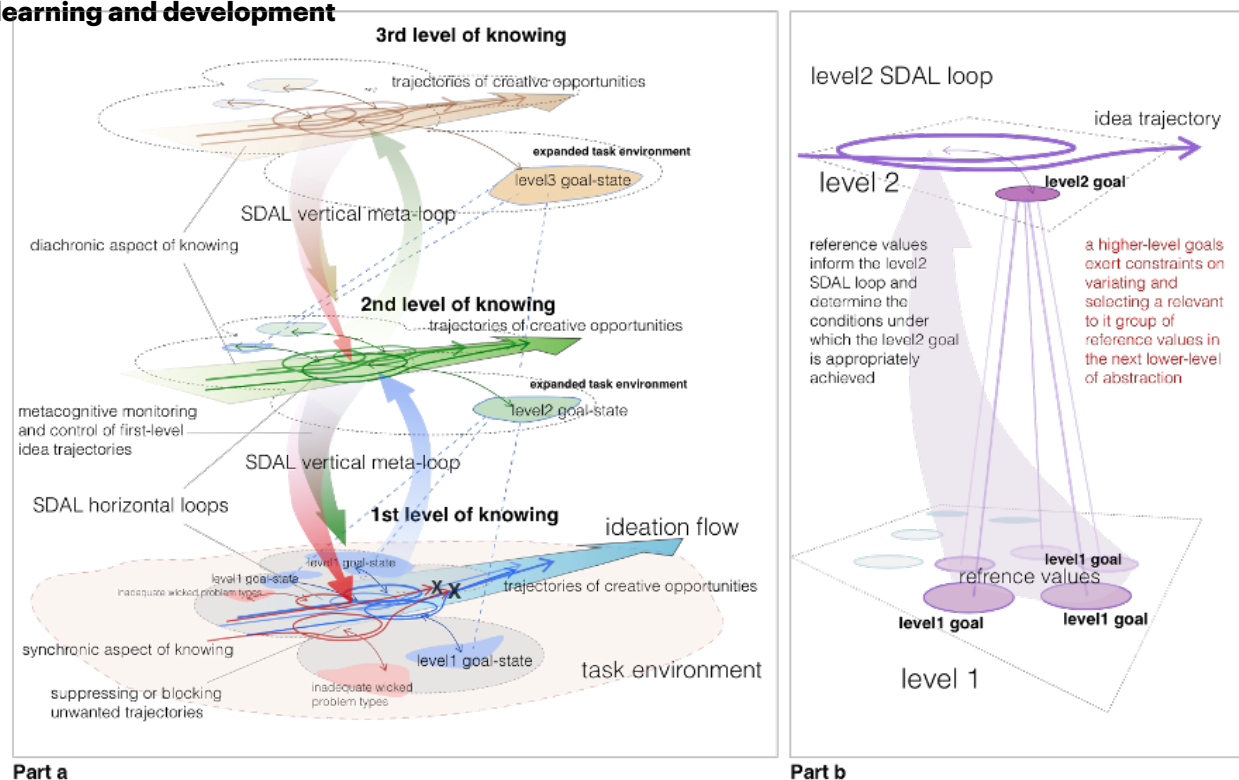 learning and development
3rd level of knowing
trajectories of creative opportunities
expanded task environment
level3 goal-state
SDAL vertical meta-loop
diachronic aspect of knowing
2nd level of knowing
trajectories of creative opportunities
expanded task environment
level2 goal-state
metacognitive monitoring
and control of first-level
idea trajectories
SDAL vertical meta-loop
SDAL horizontal loops
1st level of knowing
ideation flow
level1 goal-state
level1 goal-state
inadequate wicked problem types
X X
trajectories of creative opportunities
synchronic aspect of knowing
level1 goal-state
task environment
inadequate wicked
problem types
suppressing or blocking
unwanted trajectories
Part a
level2 SDAL loop
idea trajectory
level 2
level2 goal
reference values
inform the level2
SDAL loop and
determine the
conditions under
which the level2 goal
is appropriately
achieved
a higher-level goals
exert constraints on
variating and
selecting a relevant
to it group of
reference values in
the next lower-level
of abstraction
level1 goal
refrence values
level1 goal
level1 goal
level 1
Part b